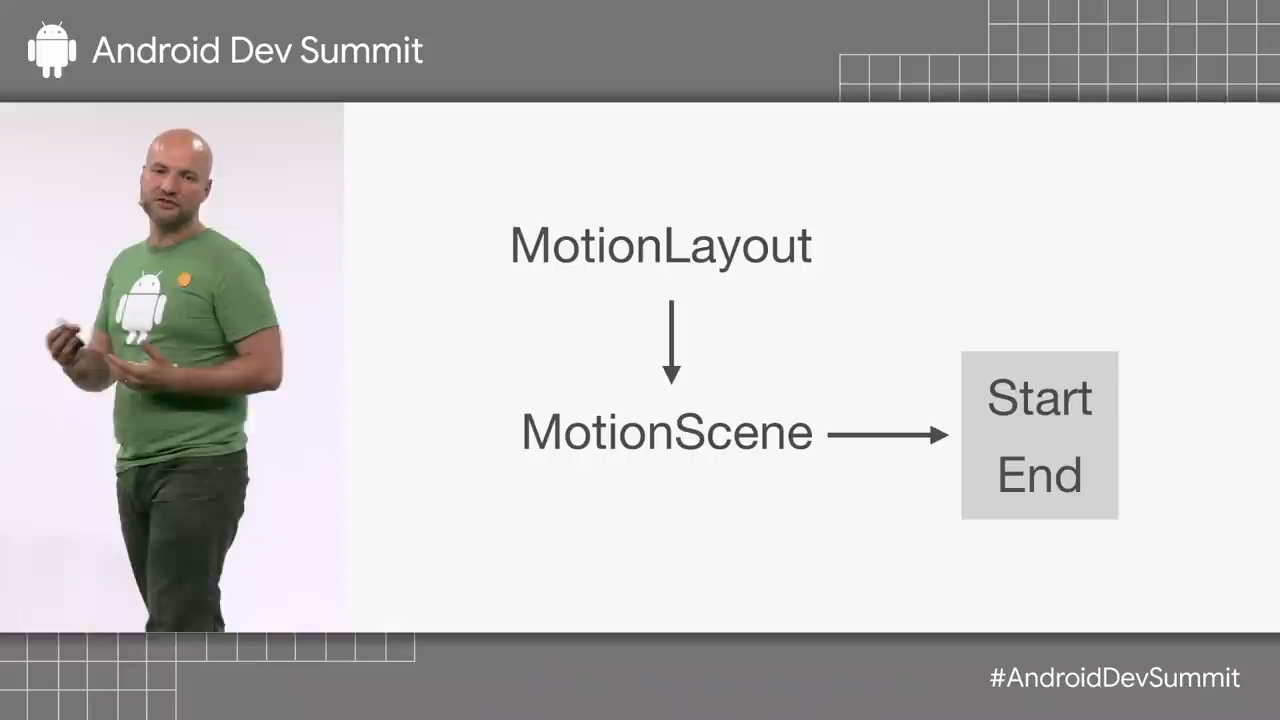 Android Dev Summit
MotionLayout
MotionScene
Start
End
#AndroidDevSummit